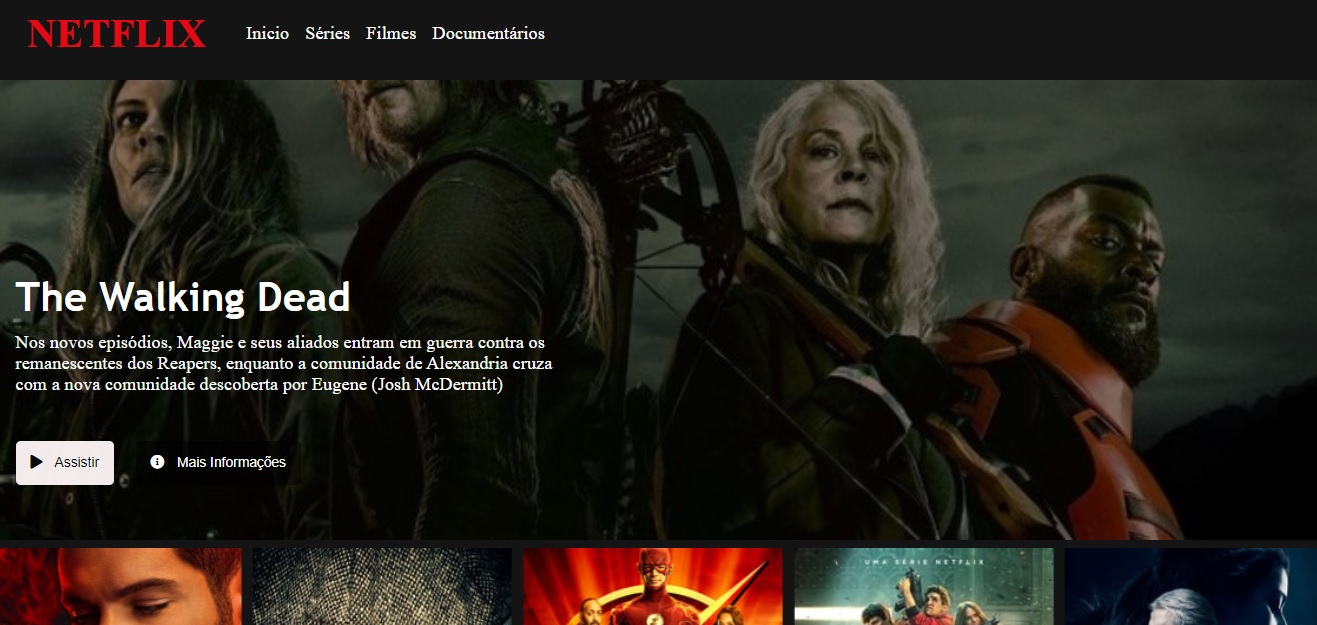 NETFLIX Inicio Séries Filmes Documentários
The Walking Dead
Nos novos episódios, Maggie e seus aliados entram em guerra contra os
remanescentes dos Reapers, enquanto a comunidade de Alexandria cruza
com a nova comunidade descoberta por Eugene (Josh McDermitt)
Assistir Mais Informações
UMA SÉRIE NETFLIX